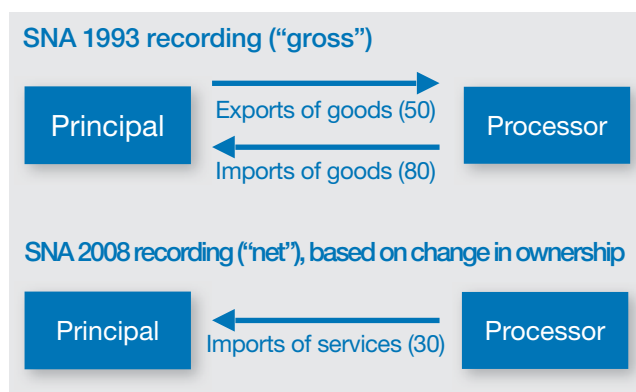 SNA 1993 recording (“gross”)
Principal
Exports of goods (50)
Imports of goods (80)
Processor
SNA 2008 recording (“net”), based on change in ownership
Principal
Imports of services (30)
Processor